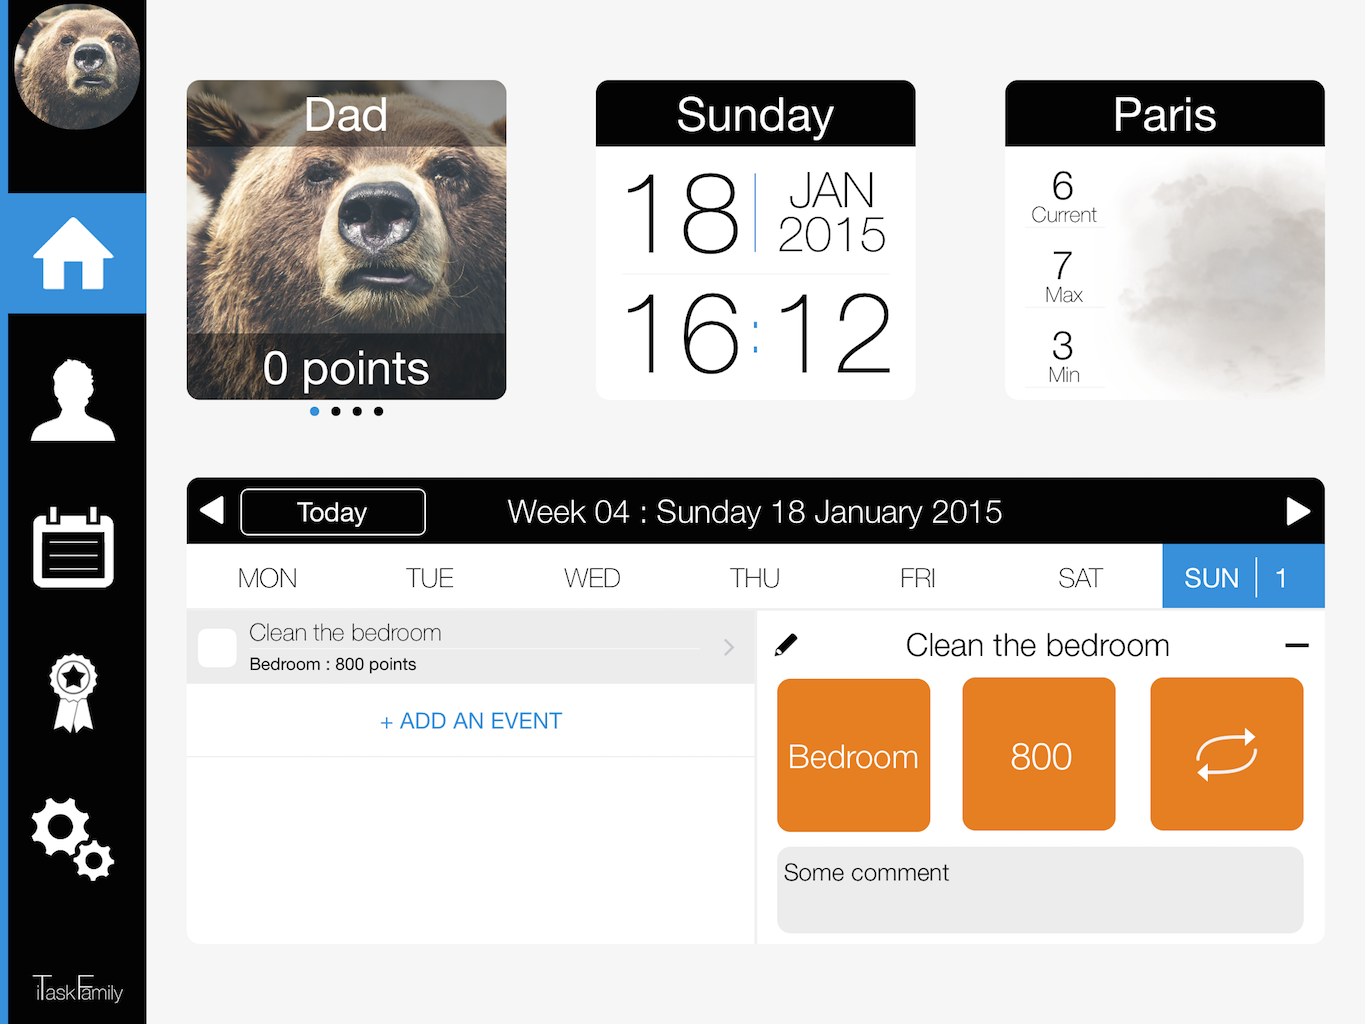 Dad
0 points
Sunday
18
JAN
2015
16:12
Paris
6
Current
7
Max
3
Min
Today
Week 04 : Sunday 18 January 2015
MON TUE WED THU FRI SAT SUN 1
Clean the bedroom
Bedroom : 800 points
+ ADD AN EVENT
Clean the bedroom
Bedroom
800
Some comment
iTaskFamily